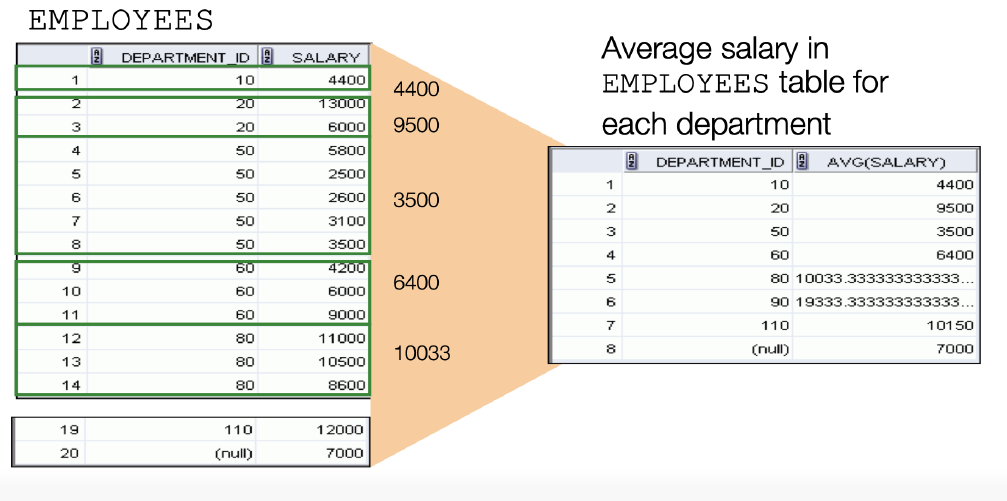 EMPLOYEES
DEPARTMENT_ID SALARY
1 10 4400
2 20 13000
3 20 6000
4 50 5800
5 50 2500
6 50 2600
7 50 3100
8 50 3500
9 60 4200
10 60 6000
11 60 9000
12 80 11000
13 80 10500
14 80 8600
19 110 12000
20 (null) 7000
4400
9500
3500
6400
10033
Average salary in
EMPLOYEES table for
each department
DEPARTMENT_ID AVG(SALARY)
1 10 4400
2 20 9500
3 50 3500
4 60 6400
5 80 10033.333333333333...
6 90 19333.333333333333...
7 110 10150
8 (null) 7000